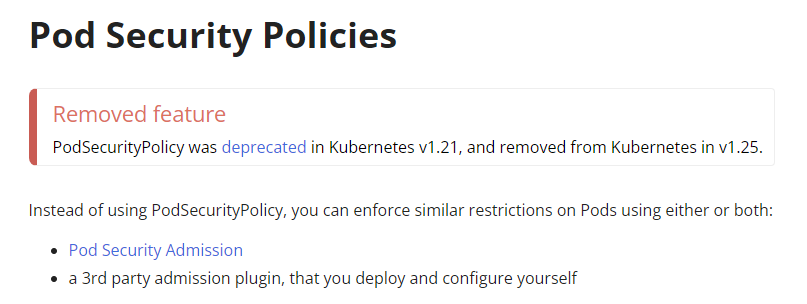 Pod Security Policies
Removed feature
PodSecurityPolicy was deprecated in Kubernetes v1.21, and removed from Kubernetes in v1.25.
Instead of using PodSecurityPolicy, you can enforce similar restrictions on Pods using either or both:
• Pod Security Admission
• a 3rd party admission plugin, that you deploy and configure yourself